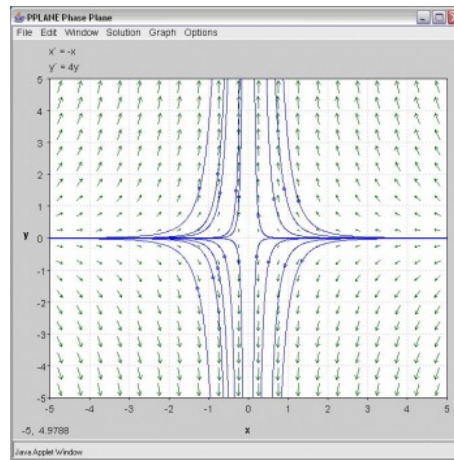 PPLANE Phase Plane
File Edit Window Solution Graph Options
x' = -x
y' = 4y
5
4
3
2
1
y 0
-1
-2
-3
-4
-5
-5 -4 -3 -2 -1 0 1 2 3 4 5
-5, 4.9788 x
Java Applet Window